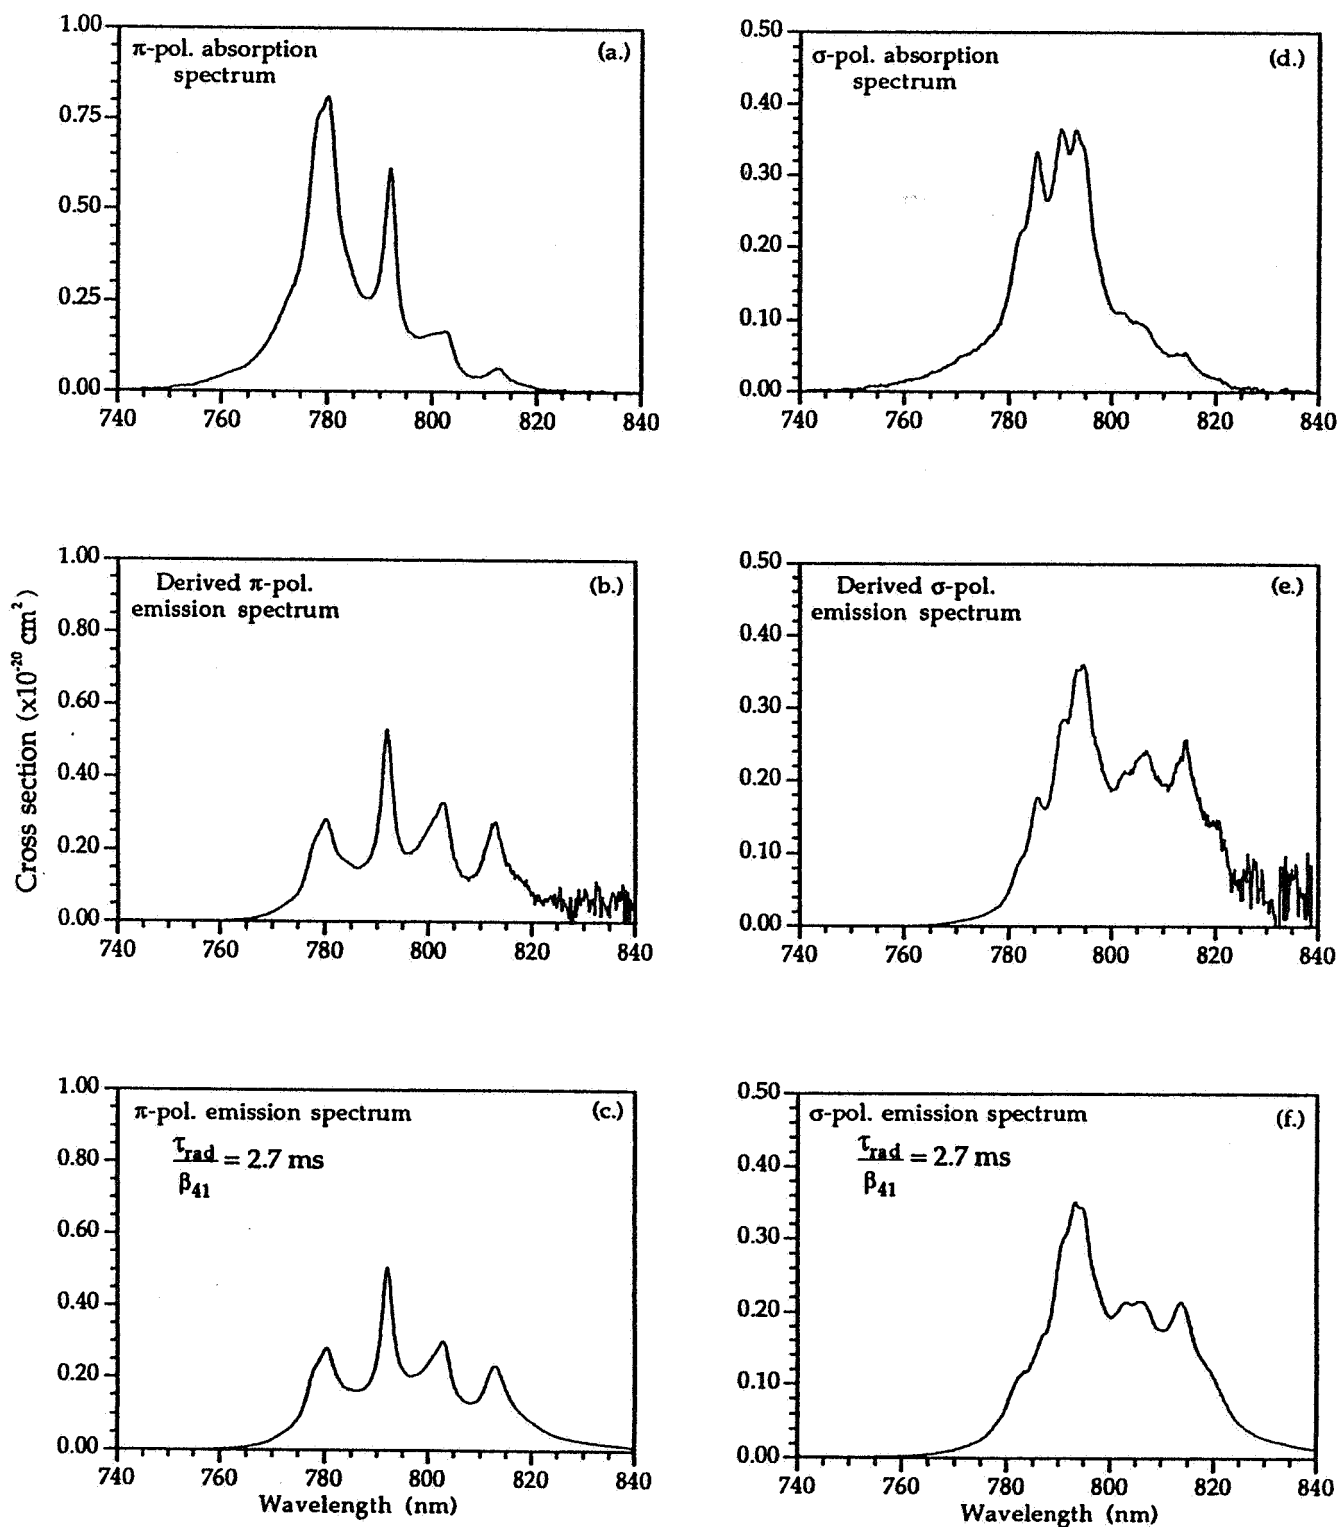 π-pol. absorption
spectrum
(a.)
1.00
0.75
0.50
0.25
0.00
740 760 780 800 820 840
σ-pol. absorption
spectrum
(d.)
0.50
0.40
0.30
0.20
0.10
0.00
740 760 780 800 820 840
Cross section (x10⁻²⁰ cm²)
Derived π-pol.
emission spectrum
(b.)
1.00
0.80
0.60
0.40
0.20
0.00
740 760 780 800 820 840
Derived σ-pol.
emission spectrum
(e.)
0.50
0.40
0.30
0.20
0.10
0.00
740 760 780 800 820 840
π-pol. emission spectrum
(c.)
τrad/β41 = 2.7 ms
1.00
0.80
0.60
0.40
0.20
0.00
740 760 780 800 820 840
Wavelength (nm)
σ-pol. emission spectrum
(f.)
τrad/β41 = 2.7 ms
0.50
0.40
0.30
0.20
0.10
0.00
740 760 780 800 820 840
Wavelength (nm)